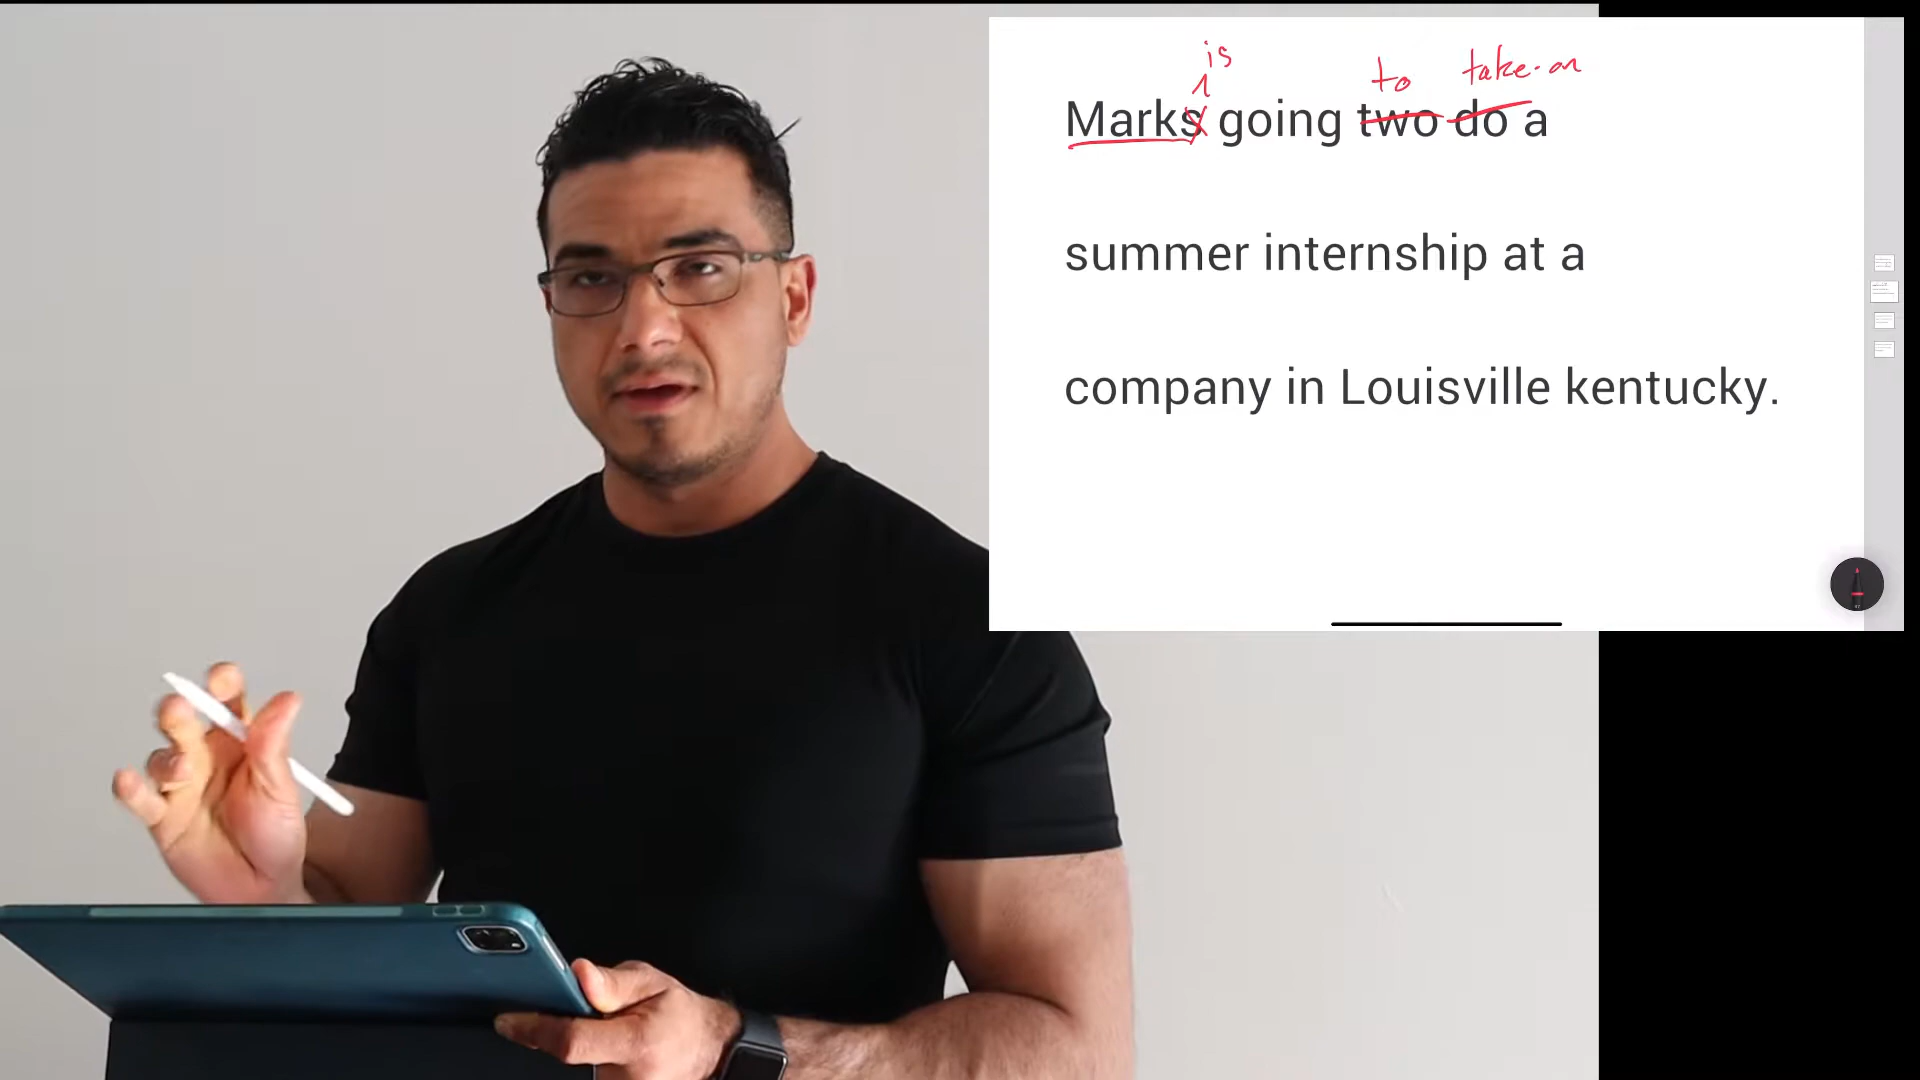 is
to take-on
Marks going two do a
summer internship at a
company in Louisville kentucky.